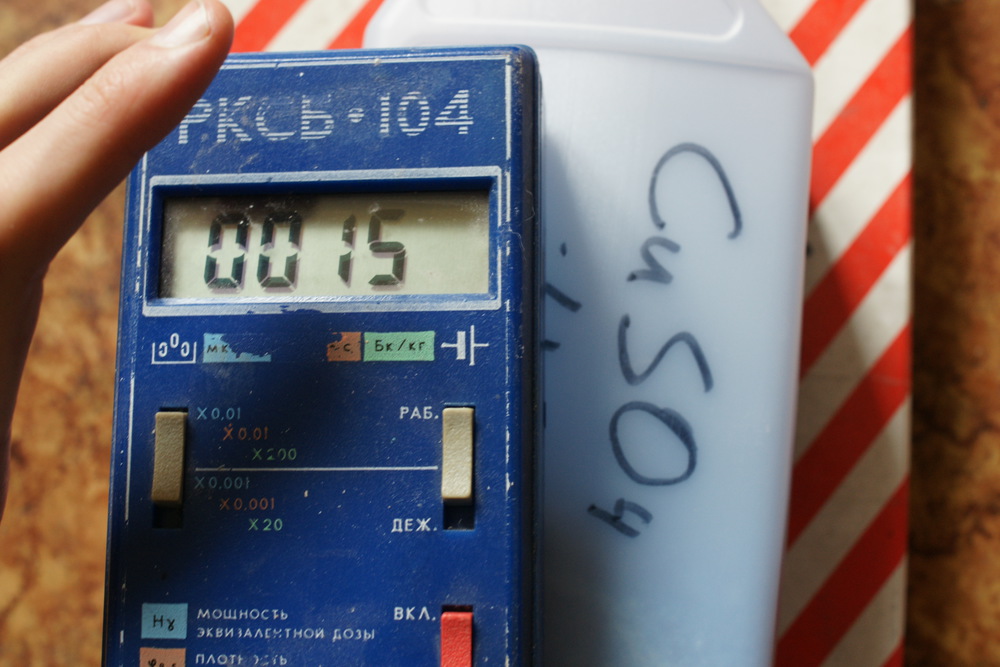 РКСБ•104
0015
мк Бк/кг
X0,01 РАБ.
X0,01
X200
X0,001
X0,001
X20 ДЕЖ.
Hγ МОЩНОСТЬ ВКЛ.
ЭКВИВАЛЕНТНОЙ ДОЗЫ
ПЛОТНОСТЬ
CuSO4